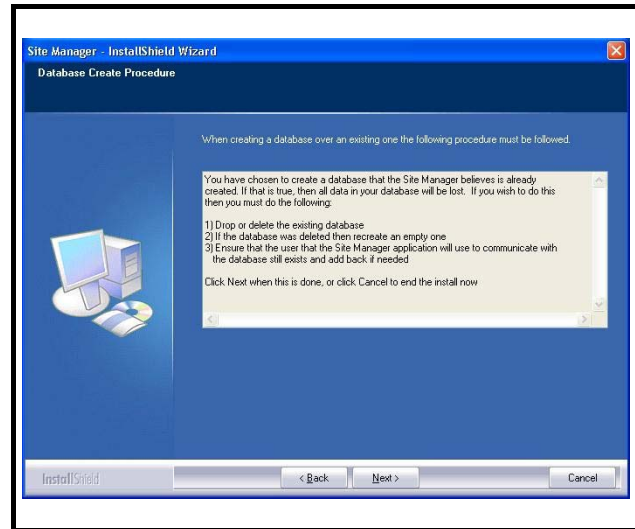 Site Manager - InstallShield Wizard
Database Create Procedure
When creating a database over an existing one the following procedure must be followed.
You have chosen to create a database that the Site Manager believes is already
created. If that is true, then all data in your database will be lost.  If you wish to do this
then you must do the following:
1) Drop or delete the existing database
2) If the database was deleted then recreate an empty one
3) Ensure that the user that the Site Manager application will use to communicate with
the database still exists and add back if needed
Click Next when this is done, or click Cancel to end the install now
InstallShield
< Back
Next >
Cancel